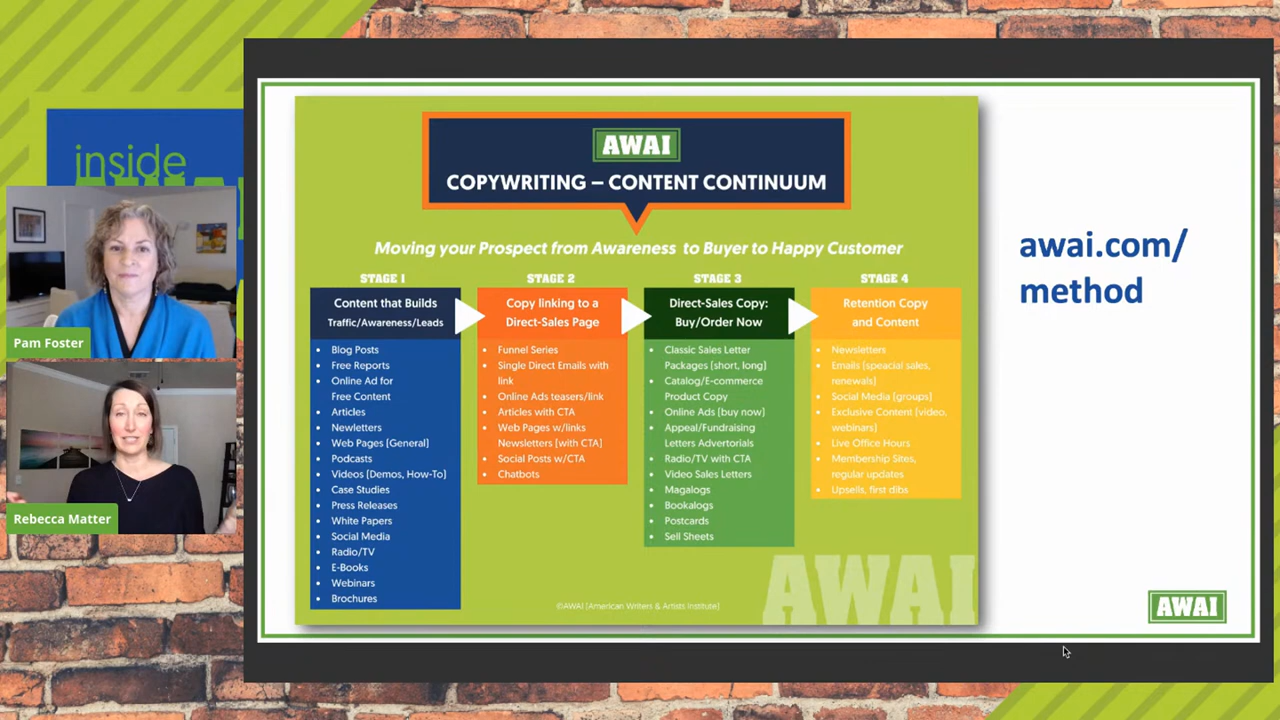 inside
Pam Foster
Rebecca Matter
AWAI
COPYWRITING – CONTENT CONTINUUM
Moving your Prospect from Awareness to Buyer to Happy Customer
STAGE 1
Content that Builds
Traffic/Awareness/Leads
• Blog Posts
• Free Reports
• Online Ad for
Free Content
• Articles
• Newletters
• Web Pages (General)
• Podcasts
• Videos (Demos, How-To)
• Case Studies
• Press Releases
• White Papers
• Social Media
• Radio/TV
• E-Books
• Webinars
• Brochures
STAGE 2
Copy linking to a
Direct-Sales Page
• Funnel Series
• Single Direct Emails with
link
• Online Ads teasers/link
• Articles with CTA
• Web Pages w/links
Newsletters (with CTA)
• Social Posts w/CTA
• Chatbots
STAGE 3
Direct-Sales Copy:
Buy/Order Now
• Classic Sales Letter
Packages (short, long)
• Catalog/E-commerce
Product Copy
• Online Ads (buy now)
• Appeal/Fundraising
Letters Advertorials
• Radio/TV with CTA
• Video Sales Letters
• Magalogs
• Bookalogs
• Postcards
• Sell Sheets
STAGE 4
Retention Copy
and Content
• Newsletters
• Emails (speacial sales,
renewals)
• Social Media (groups)
• Exclusive Content (video,
webinars)
• Live Office Hours
• Membership Sites,
regular updates
• Upsells, first dibs
©AWAI (American Writers & Artists Institute)
AWAI
awai.com/
method
AWAI